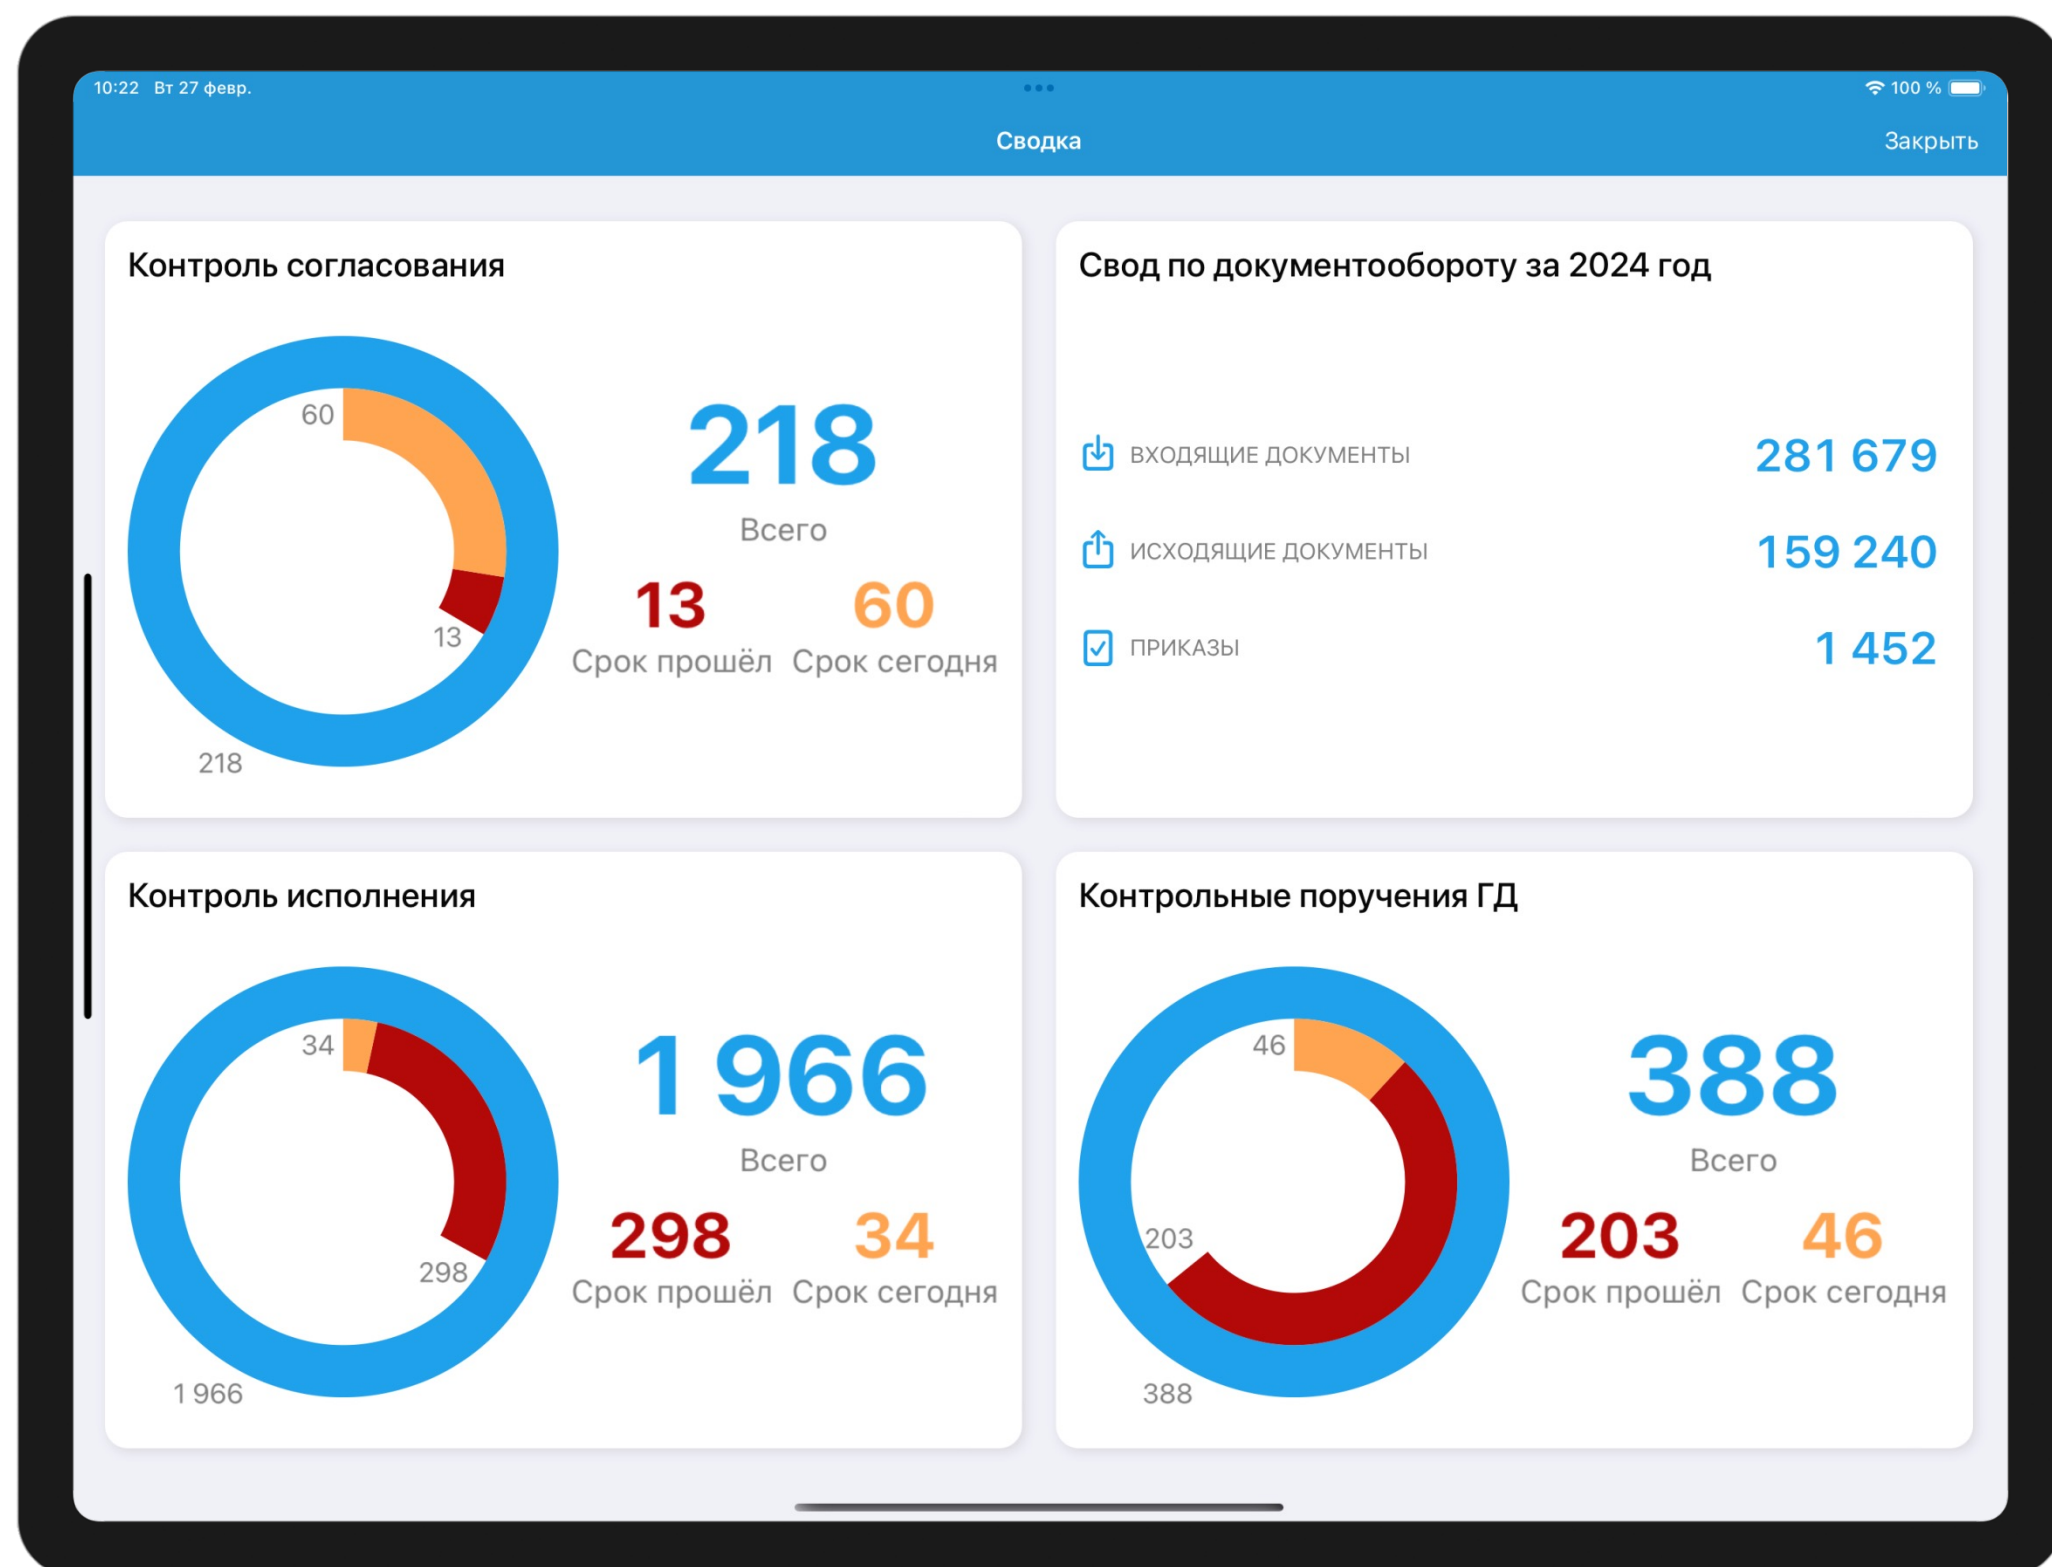 10:22 Вт 27 февр.
100 %
Сводка
Закрыть
Контроль согласования
60
13
218
218
Всего
13
60
Срок прошёл
Срок сегодня
Свод по документообороту за 2024 год
ВХОДЯЩИЕ ДОКУМЕНТЫ 281 679
ИСХОДЯЩИЕ ДОКУМЕНТЫ 159 240
ПРИКАЗЫ 1 452
Контроль исполнения
34
298
1 966
1 966
Всего
298
34
Срок прошёл
Срок сегодня
Контрольные поручения ГД
46
203
388
388
Всего
203
46
Срок прошёл
Срок сегодня